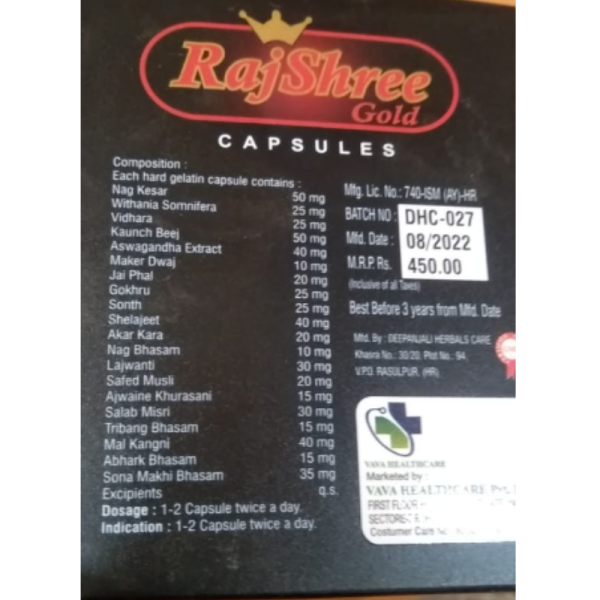 RajShree
Gold
CAPSULES
Composition :
Each hard gelatin capsule contains :
Nag Kesar 50 mg
Withania Somnifera 25 mg
Vidhara 25 mg
Kaunch Beej 50 mg
Aswagandha Extract 40 mg
Maker Dwaj 10 mg
Jai Phal 20 mg
Gokhru 25 mg
Sonth 25 mg
Shelajeet 40 mg
Akar Kara 20 mg
Nag Bhasam 10 mg
Lajwanti 30 mg
Safed Musli 20 mg
Ajwaine Khurasani 15 mg
Salab Misri 30 mg
Tribang Bhasam 15 mg
Mal Kangni 40 mg
Abhark Bhasam 15 mg
Sona Makhi Bhasam 35 mg
Excipients q.s.
Dosage : 1-2 Capsule twice a day.
Indication : 1-2 Capsule twice a day.
Mfg. Lic. No.: 740-ISM (AY)-HR
BATCH NO : DHC-027
Mfd. Date : 08/2022
M.R.P. Rs. 450.00
(Inclusive of all Taxes)
Best Before 3 years from Mfd. Date
Mfd. By : DEEPANJALI HERBALS CARE
Khasra No.: 30/20, Plot No.: 94,
V.P.O. RASULPUR, (HR)
VAVA HEALTHCARE
Marketed by :
VAVA HEALTHCARE Pvt.
FIRST FLOOR
Costumer Care No